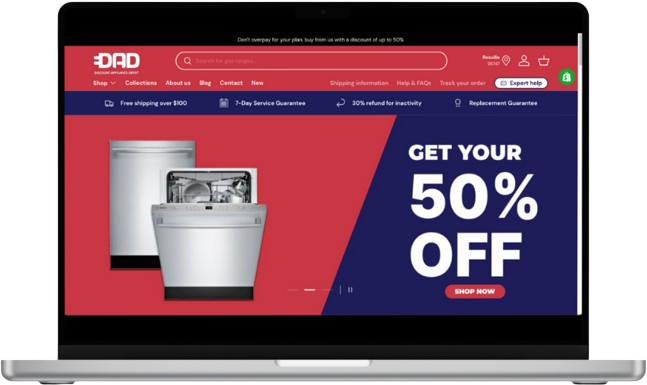 Don't overpay for your plan, buy from us with a discount of up to 50%
DAD
DISCOUNT APPLIANCE DEPOT
Search for gas ranges...
Roseville
95747
Shop Collections About us Blog Contact New
Shipping information Help & FAQs Track your order Expert help
Free shipping over $100 7-Day Service Guarantee 30% refund for inactivity Replacement Guarantee
GET YOUR
50%
OFF
SHOP NOW